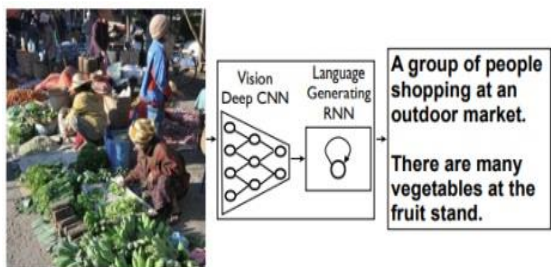 Vision
Deep CNN
Language
Generating
RNN
A group of people
shopping at an
outdoor market.
There are many
vegetables at the
fruit stand.